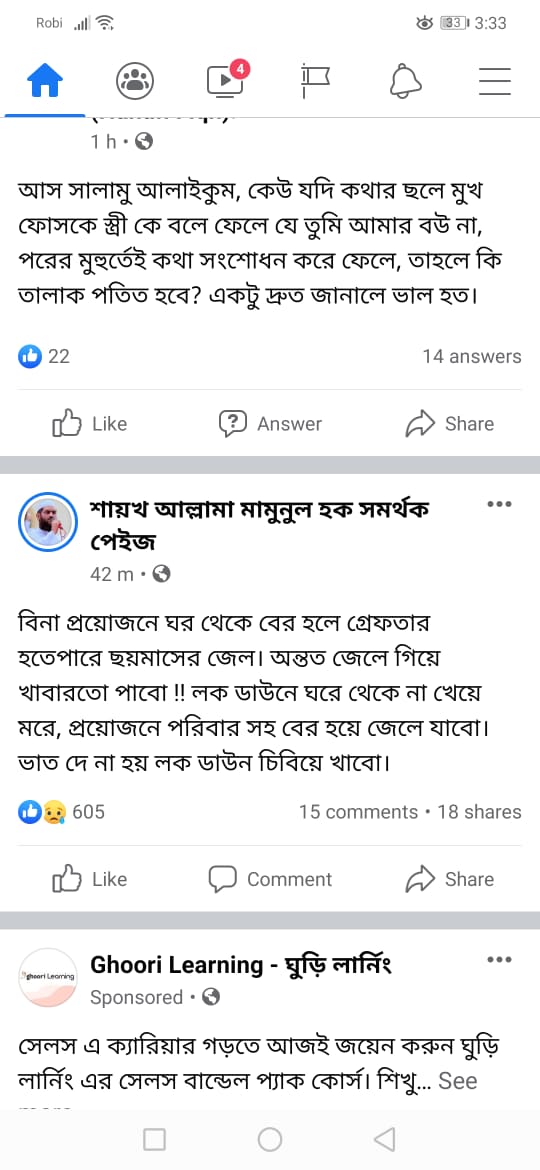 Robi 33 3:33
4
1 h
আস সালামু আলাইকুম, কেউ যদি কথার ছলে মুখ
ফোসকে স্ত্রী কে বলে ফেলে যে তুমি আমার বউ না,
পরের মুহুর্তেই কথা সংশোধন করে ফেলে, তাহলে কি
তালাক পতিত হবে? একটু দ্রুত জানালে ভাল হত।
22 14 answers
Like Answer Share
শায়খ আল্লামা মামুনুল হক সমর্থক
পেইজ
42 m
বিনা প্রয়োজনে ঘর থেকে বের হলে গ্রেফতার
হতেপারে ছয়মাসের জেল। অন্তত জেলে গিয়ে
খাবারতো পাবো !! লক ডাউনে ঘরে থেকে না খেয়ে
মরে, প্রয়োজনে পরিবার সহ বের হয়ে জেলে যাবো।
ভাত দে না হয় লক ডাউন চিবিয়ে খাবো।
605 15 comments • 18 shares
Like Comment Share
ghoori Learning
Ghoori Learning - ঘুড়ি লার্নিং
Sponsored
সেলস এ ক্যারিয়ার গড়তে আজই জয়েন করুন ঘুড়ি
লার্নিং এর সেলস বান্ডেল প্যাক কোর্স। শিখু... See